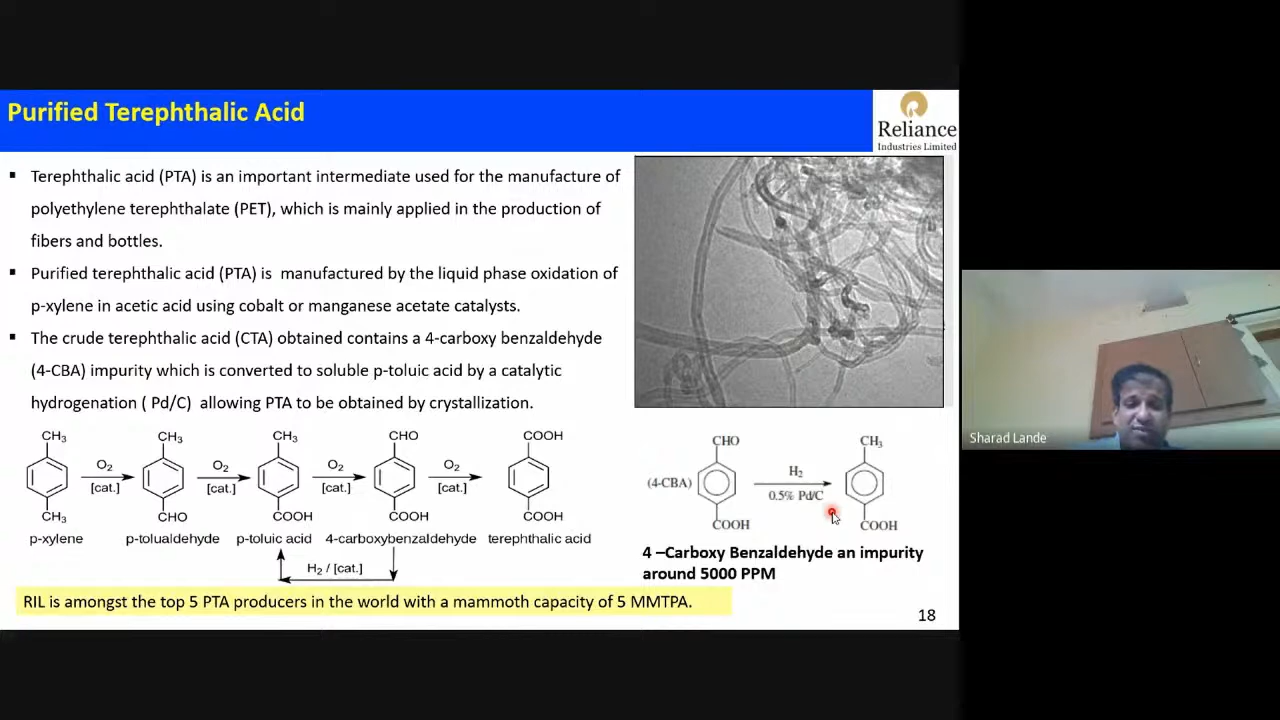 Purified Terephthalic Acid
Reliance
Industries Limited
▪ Terephthalic acid (PTA) is an important intermediate used for the manufacture of
polyethylene terephthalate (PET), which is mainly applied in the production of
fibers and bottles.
▪ Purified terephthalic acid (PTA) is manufactured by the liquid phase oxidation of
p-xylene in acetic acid using cobalt or manganese acetate catalysts.
▪ The crude terephthalic acid (CTA) obtained contains a 4-carboxy benzaldehyde
(4-CBA) impurity which is converted to soluble p-toluic acid by a catalytic
hydrogenation ( Pd/C) allowing PTA to be obtained by crystallization.
CH₃ CH₃ CH₃ CHO COOH
O₂ O₂ O₂ O₂
[cat.] [cat.] [cat.] [cat.]
CH₃ CHO COOH COOH COOH
p-xylene p-tolualdehyde p-toluic acid 4-carboxybenzaldehyde terephthalic acid
H₂ / [cat.]
CHO CH₃
(4-CBA) H₂
0.5% Pd/C
COOH COOH
4 –Carboxy Benzaldehyde an impurity
around 5000 PPM
RIL is amongst the top 5 PTA producers in the world with a mammoth capacity of 5 MMTPA.
18
Sharad Lande